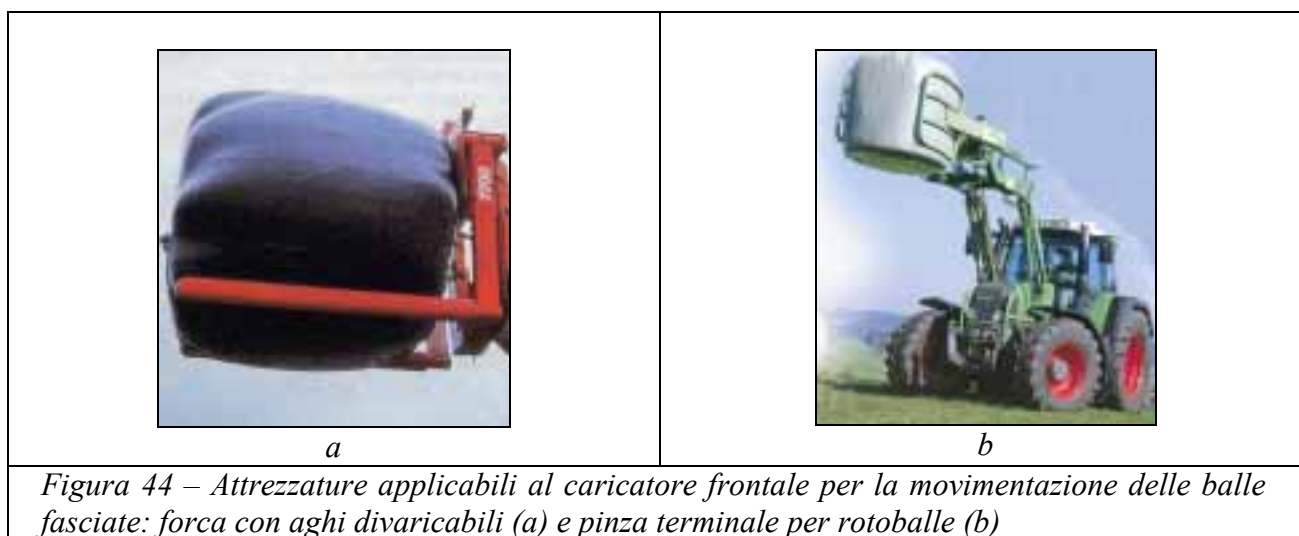 a
b
Figura 44 – Attrezzature applicabili al caricatore frontale per la movimentazione delle balle
fasciate: forca con aghi divaricabili (a) e pinza terminale per rotoballe (b)